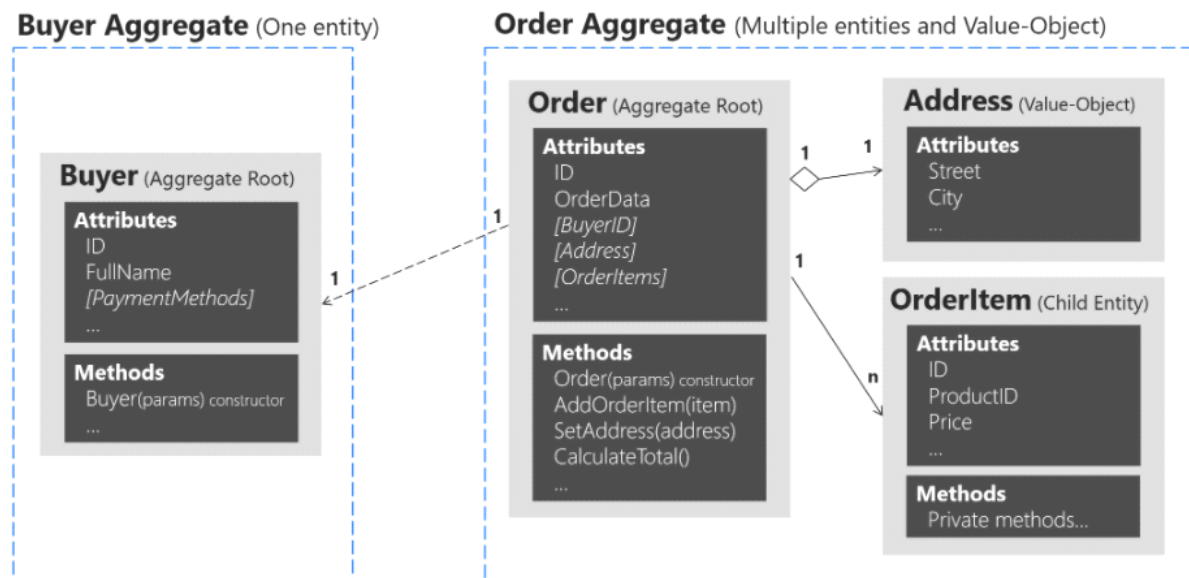 Buyer Aggregate (One entity)
Buyer (Aggregate Root)
Attributes
ID
FullName
[PaymentMethods]
...
Methods
Buyer(params) constructor
...
1
1
Order Aggregate (Multiple entities and Value-Object)
Order (Aggregate Root)
Attributes
ID
OrderData
[BuyerID]
[Address]
[OrderItems]
...
Methods
Order(params) constructor
AddOrderItem(item)
SetAddress(address)
CalculateTotal()
...
1
1
1
n
Address (Value-Object)
Attributes
Street
City
...
OrderItem (Child Entity)
Attributes
ID
ProductID
Price
...
Methods
Private methods...